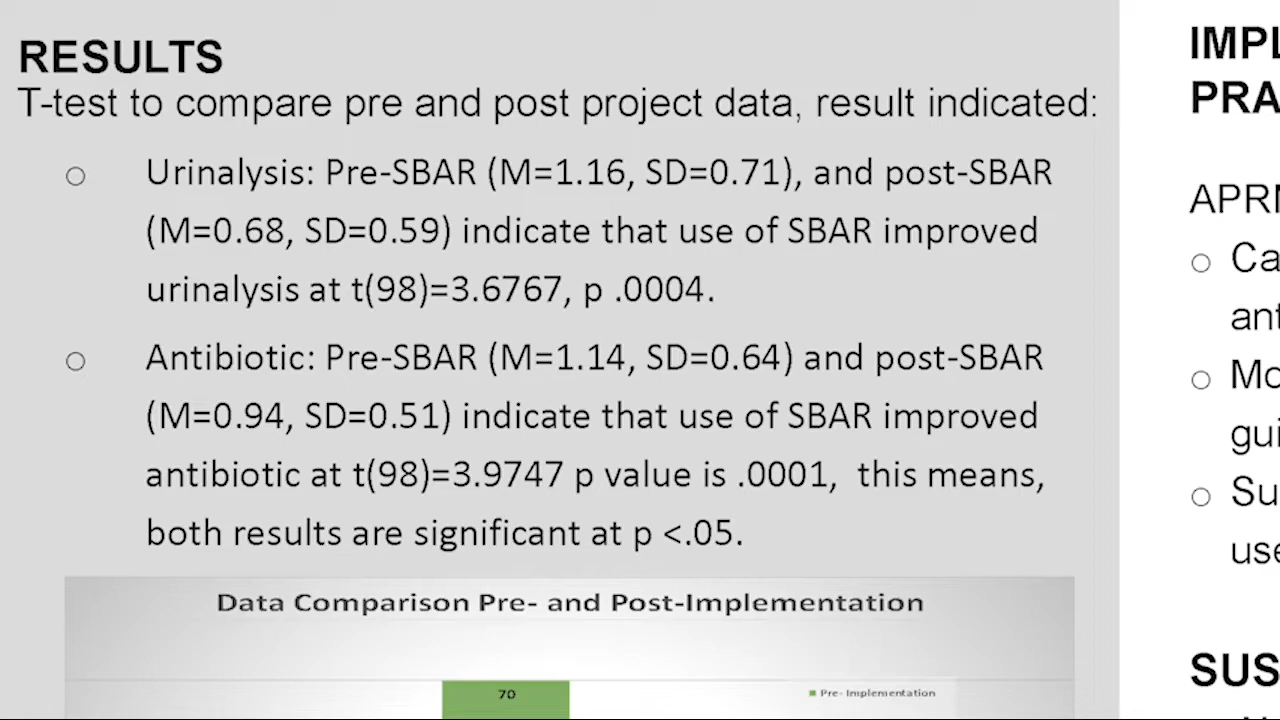 RESULTS
T-test to compare pre and post project data, result indicated:
○ Urinalysis: Pre-SBAR (M=1.16, SD=0.71), and post-SBAR
(M=0.68, SD=0.59) indicate that use of SBAR improved
urinalysis at t(98)=3.6767, p .0004.
○ Antibiotic: Pre-SBAR (M=1.14, SD=0.64) and post-SBAR
(M=0.94, SD=0.51) indicate that use of SBAR improved
antibiotic at t(98)=3.9747 p value is .0001, this means,
both results are significant at p <.05.
Data Comparison Pre- and Post-Implementation
70
Pre- Implementation
IMPL
PRA
APRN
○ Ca
ant
○ Mo
gui
○ Su
use
SUS